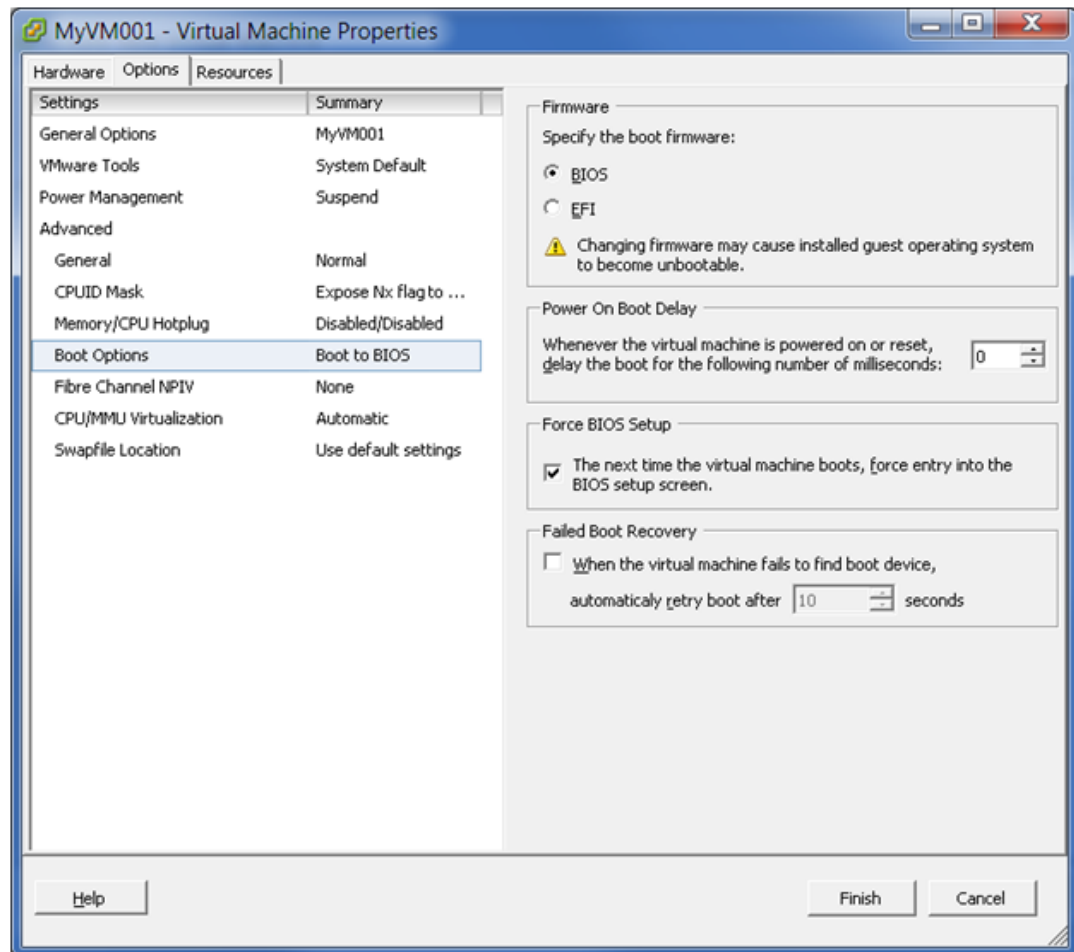 MyVM001 - Virtual Machine Properties
Hardware Options Resources
Settings Summary
General Options MyVM001
VMware Tools System Default
Power Management Suspend
Advanced
General Normal
CPUID Mask Expose Nx flag to ...
Memory/CPU Hotplug Disabled/Disabled
Boot Options Boot to BIOS
Fibre Channel NPIV None
CPU/MMU Virtualization Automatic
Swapfile Location Use default settings
Firmware
Specify the boot firmware:
BIOS
EFI
Changing firmware may cause installed guest operating system
to become unbootable.
Power On Boot Delay
Whenever the virtual machine is powered on or reset,
delay the boot for the following number of milliseconds: 0
Force BIOS Setup
The next time the virtual machine boots, force entry into the
BIOS setup screen.
Failed Boot Recovery
When the virtual machine fails to find boot device,
automaticaly retry boot after 10 seconds
Help Finish Cancel